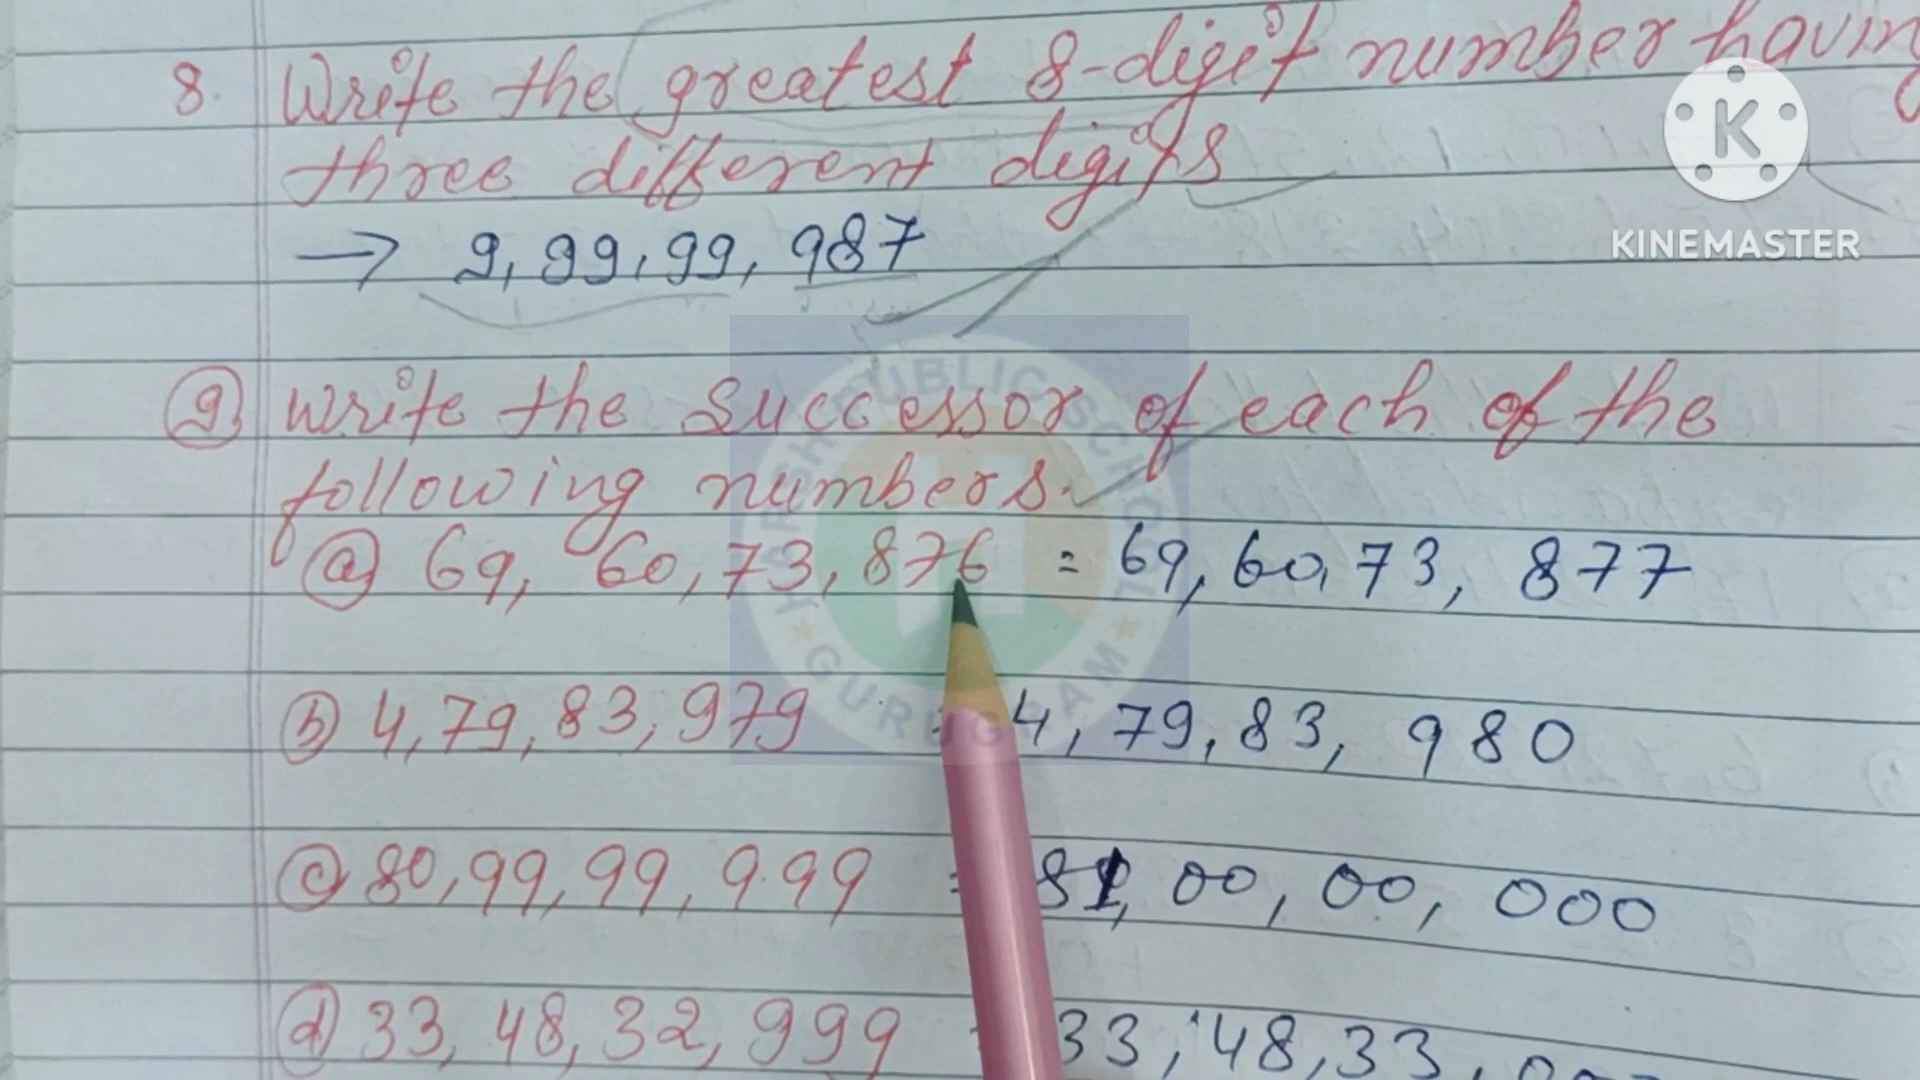 8. Write the greatest 8-digit number having
three different digits
→ 9,99,99,987
9 Write the successor of each of the
following numbers.
a 69,60,73,876 = 69,60,73,877
b 4,79,83,979 = 4,79,83,980
c 80,99,99,999 = 81,00,00,000
d 33,48,32,999 33,48,33,
K
KINEMASTER
PUBLIC SCHOOL
GURUGRAM